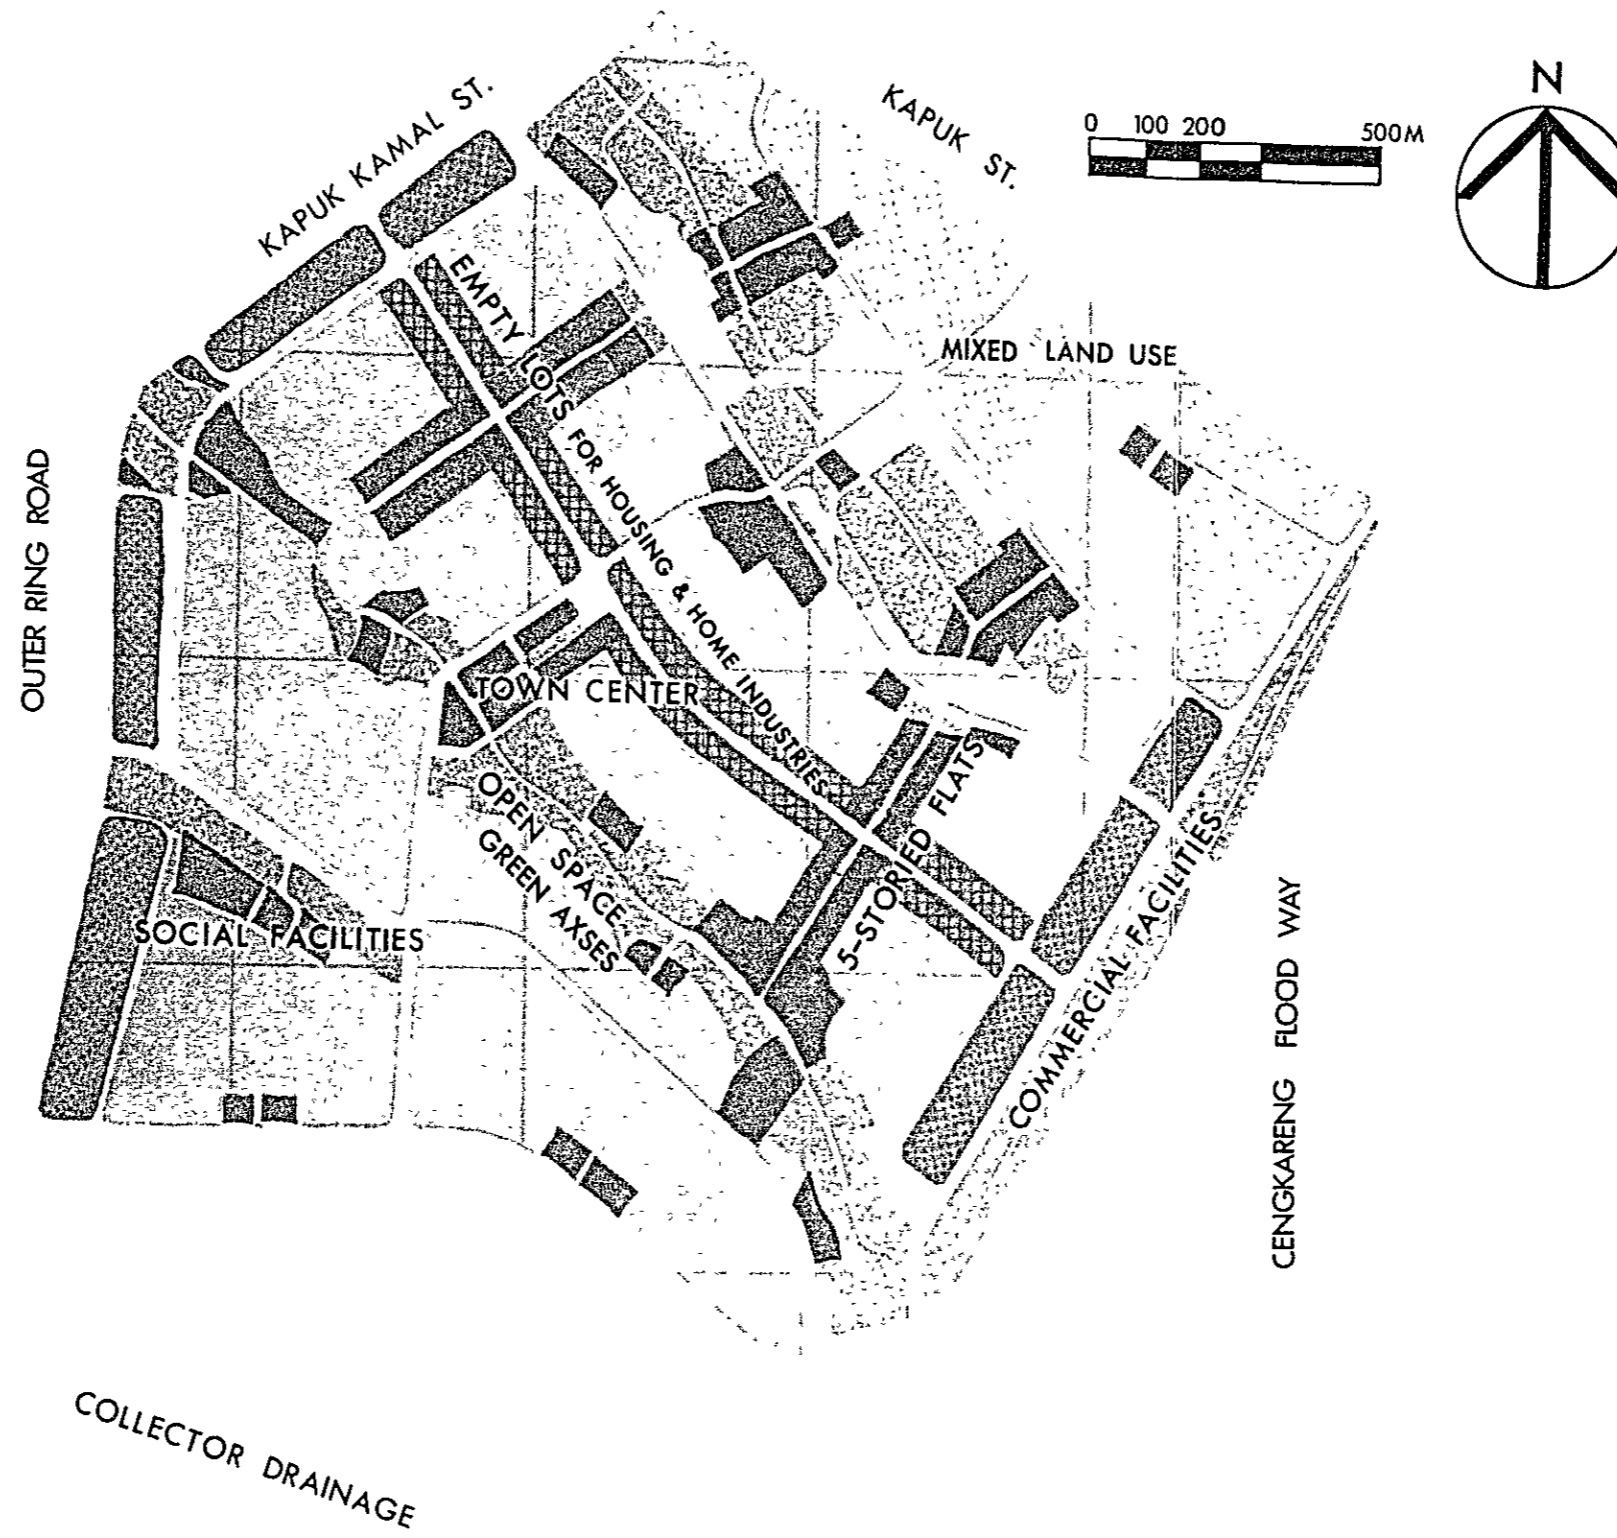 N
KAPUK KAMAL ST.
KAPUK ST.
0 100 200 500M
EMPTY LOTS FOR HOUSING & HOME INDUSTRIES
MIXED LAND USE
OUTER RING ROAD
TOWN CENTER
OPEN SPACE
GREEN AXSES
5-STORIED FLATS
SOCIAL FACILITIES
COMMERCIAL FACILITIES
CENGKARENG FLOOD WAY
COLLECTOR DRAINAGE